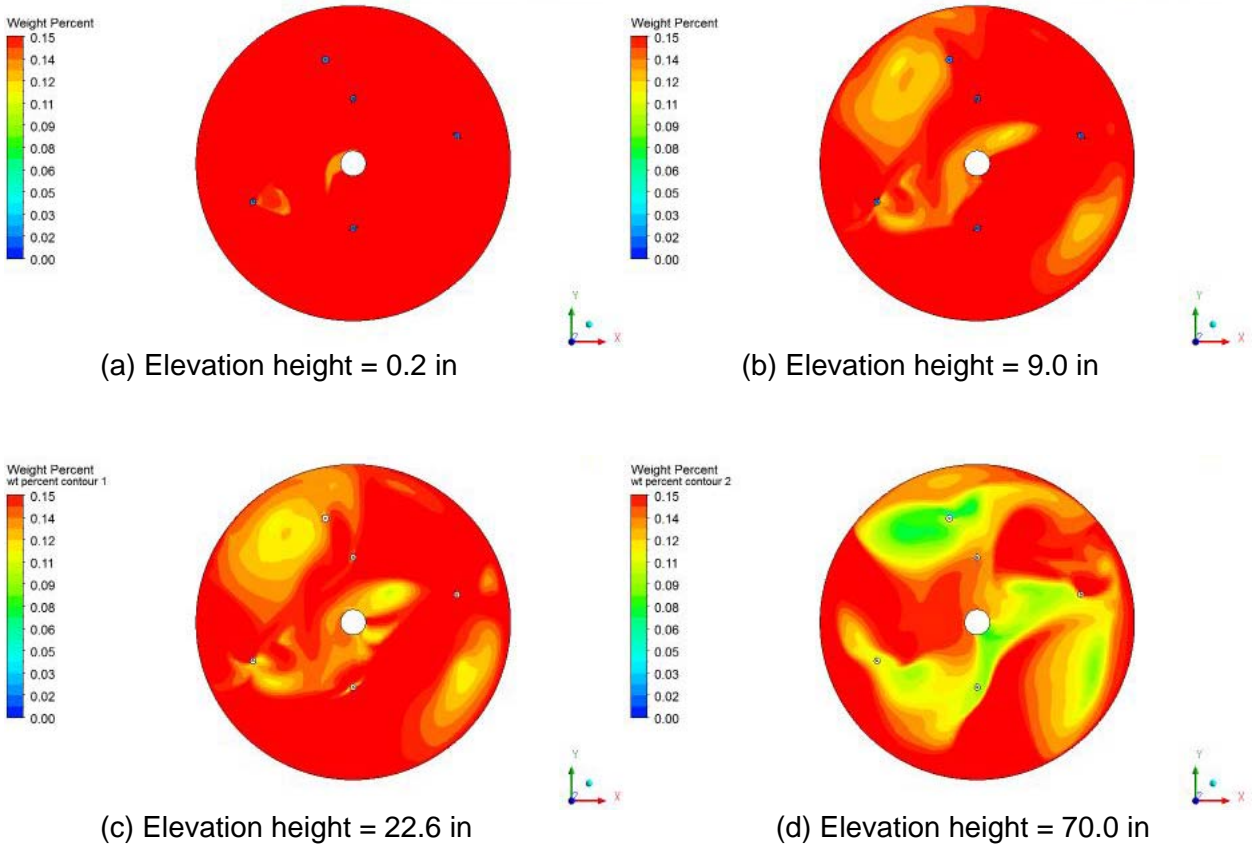 Weight Percent
0.15
0.14
0.12
0.11
0.09
0.08
0.06
0.05
0.03
0.02
0.00
Y
X
Z
(a) Elevation height = 0.2 in
Weight Percent
0.15
0.14
0.12
0.11
0.09
0.08
0.06
0.05
0.03
0.02
0.00
Y
X
Z
(b) Elevation height = 9.0 in
Weight Percent
wt percent contour 1
0.15
0.14
0.12
0.11
0.09
0.08
0.06
0.05
0.03
0.02
0.00
Y
X
Z
(c) Elevation height = 22.6 in
Weight Percent
wt percent contour 2
0.15
0.14
0.12
0.11
0.09
0.08
0.06
0.05
0.03
0.02
0.00
Y
X
Z
(d) Elevation height = 70.0 in